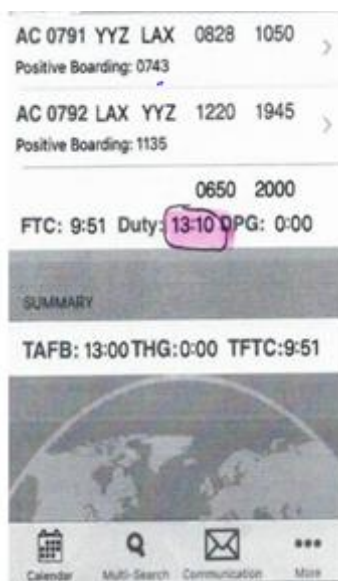 AC 0791 YYZ LAX 0828 1050
Positive Boarding: 0743
AC 0792 LAX YYZ 1220 1945
Positive Boarding: 1135
0650 2000
FTC: 9:51 Duty: 13:10 DPG: 0:00
SUMMARY
TAFB: 13:00 THG: 0:00 TFTC:9:51
Calendar Multi-Search Communication More